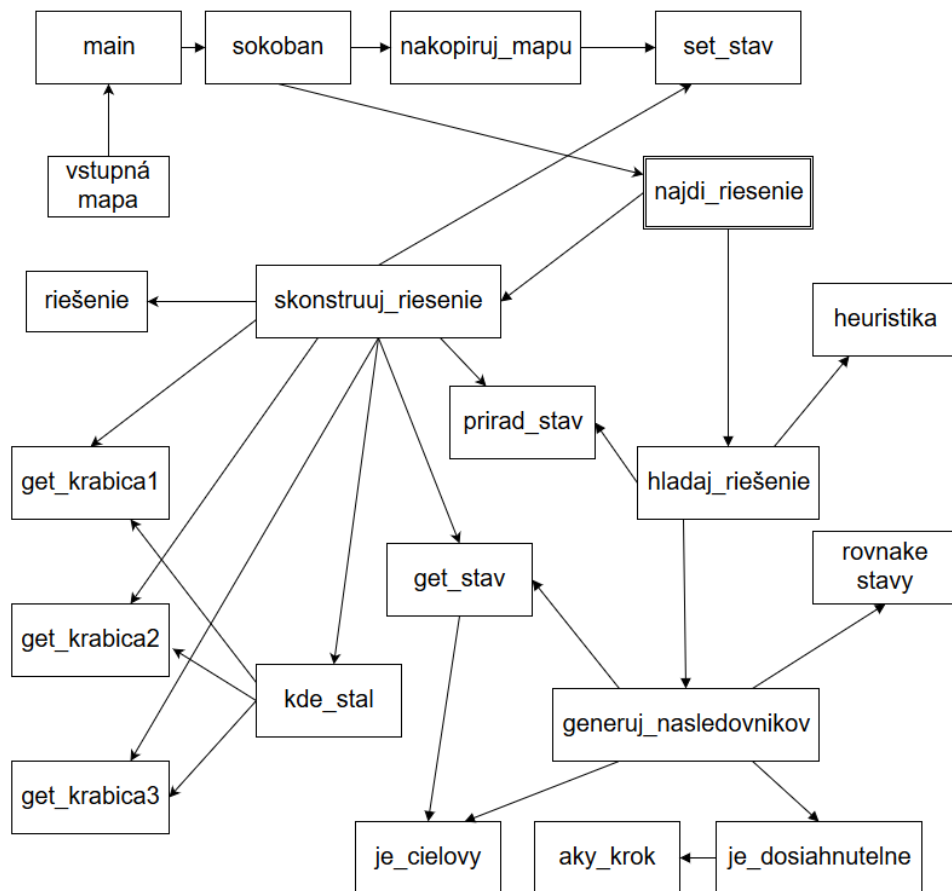 main
sokoban
nakopiruj_mapu
set_stav
vstupná
mapa
najdi_riesenie
riešenie
skonstruuj_riesenie
heuristika
prirad_stav
get_krabica1
hladaj_riešenie
get_stav
rovnake
stavy
get_krabica2
kde_stal
generuj_nasledovnikov
get_krabica3
je_cielovy
aky_krok
je_dosiahnutelne